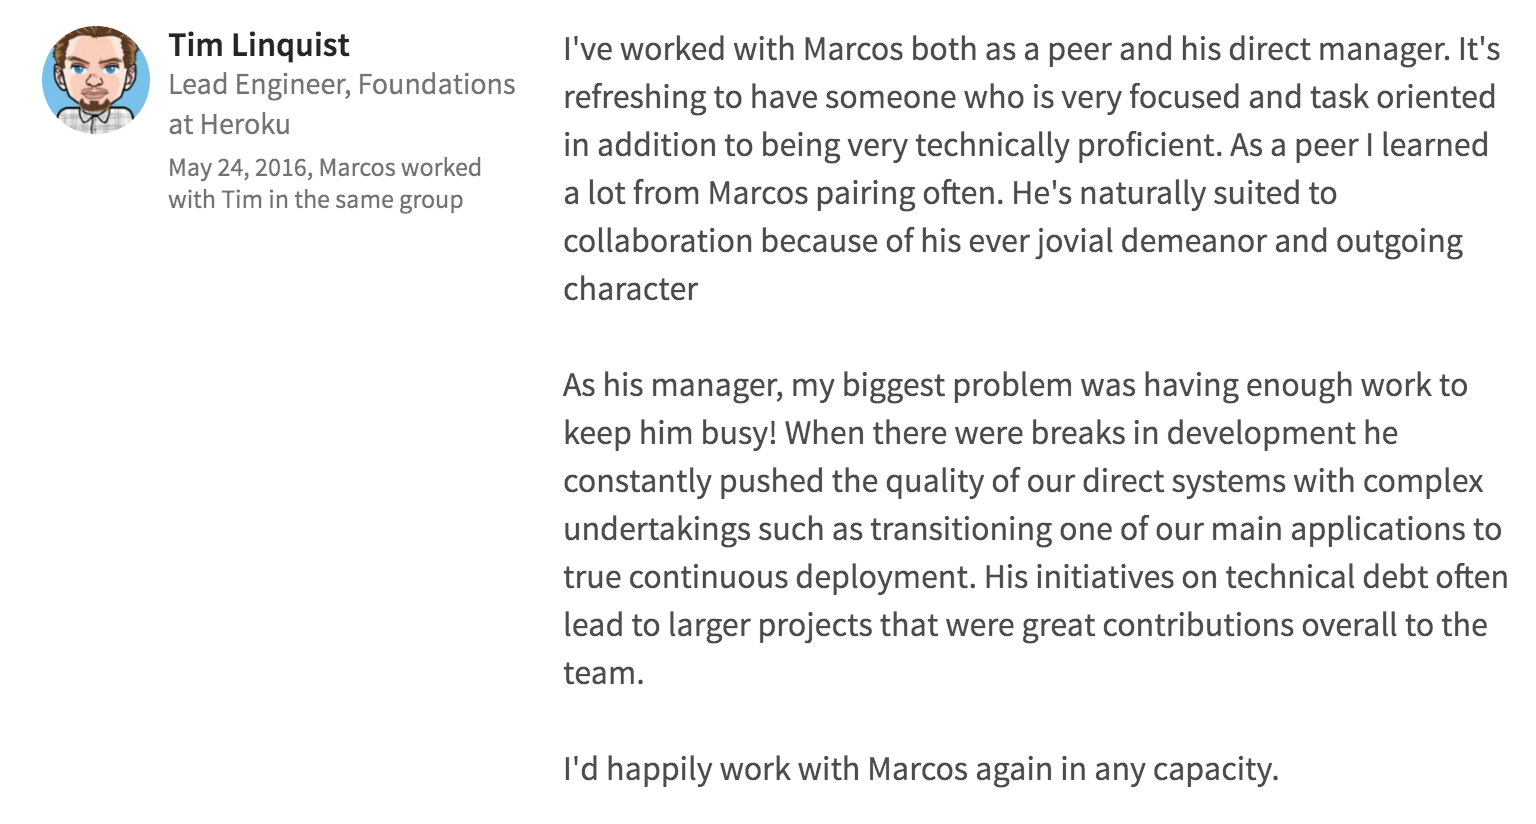 Tim Linquist
Lead Engineer, Foundations
at Heroku
May 24, 2016, Marcos worked
with Tim in the same group
I've worked with Marcos both as a peer and his direct manager. It's
refreshing to have someone who is very focused and task oriented
in addition to being very technically proficient. As a peer I learned
a lot from Marcos pairing often. He's naturally suited to
collaboration because of his ever jovial demeanor and outgoing
character
As his manager, my biggest problem was having enough work to
keep him busy! When there were breaks in development he
constantly pushed the quality of our direct systems with complex
undertakings such as transitioning one of our main applications to
true continuous deployment. His initiatives on technical debt often
lead to larger projects that were great contributions overall to the
team.
I'd happily work with Marcos again in any capacity.